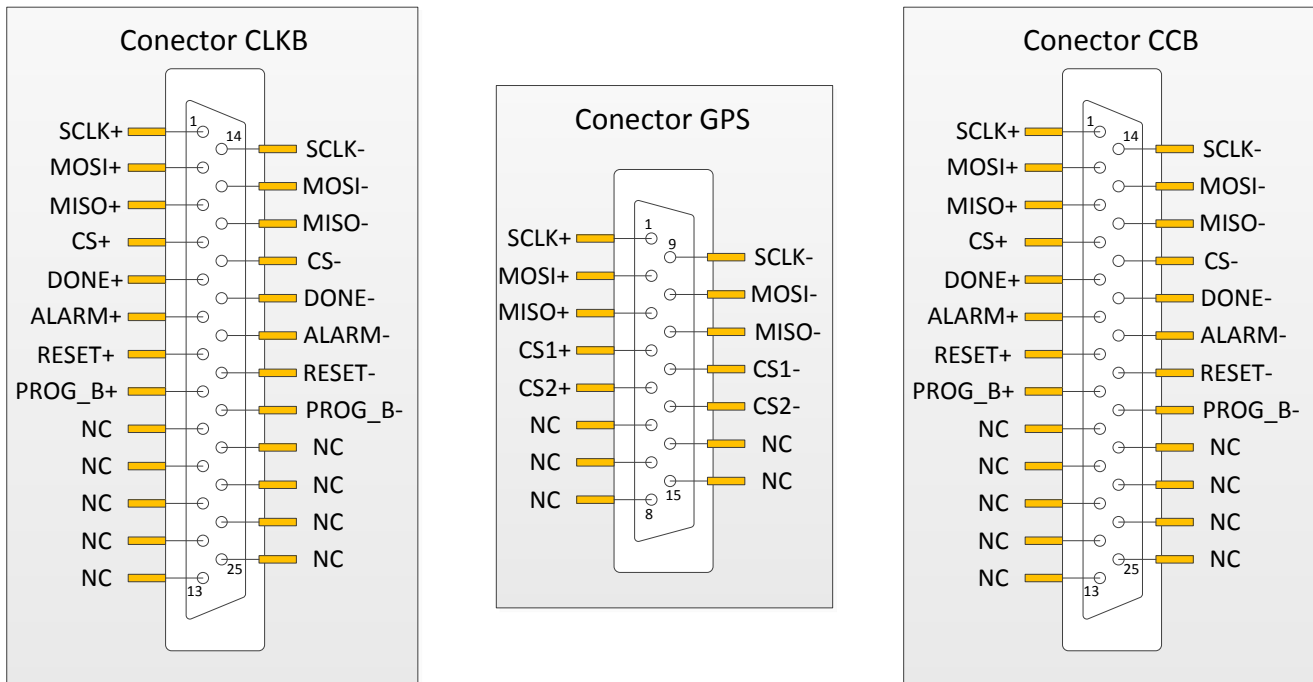 Conector CLKB
1
14
SCLK+
SCLK-
MOSI+
MOSI-
MISO+
MISO-
CS+
CS-
DONE+
DONE-
ALARM+
ALARM-
RESET+
RESET-
PROG_B+
PROG_B-
NC
NC
NC
NC
NC
NC
NC
NC
NC
25
13
Conector GPS
1
9
SCLK+
SCLK-
MOSI+
MOSI-
MISO+
MISO-
CS1+
CS1-
CS2+
CS2-
NC
NC
NC
NC
NC
15
8
Conector CCB
1
14
SCLK+
SCLK-
MOSI+
MOSI-
MISO+
MISO-
CS+
CS-
DONE+
DONE-
ALARM+
ALARM-
RESET+
RESET-
PROG_B+
PROG_B-
NC
NC
NC
NC
NC
NC
NC
NC
NC
25
13